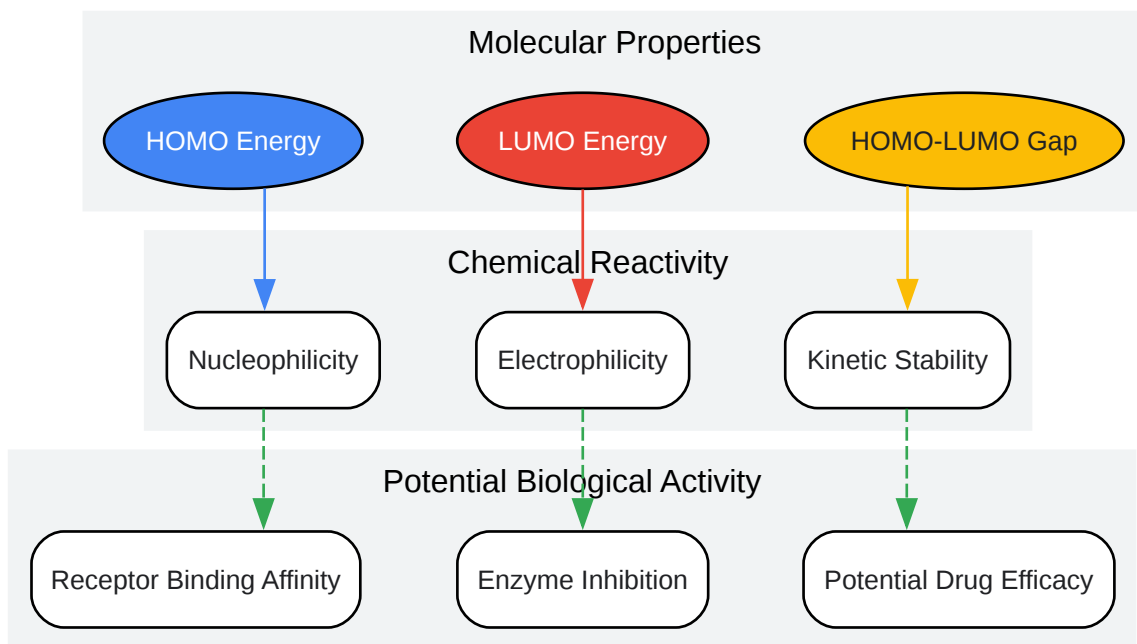 Molecular Properties
HOMO Energy
LUMO Energy
HOMO-LUMO Gap
Chemical Reactivity
Nucleophilicity
Electrophilicity
Kinetic Stability
Potential Biological Activity
Receptor Binding Affinity
Enzyme Inhibition
Potential Drug Efficacy